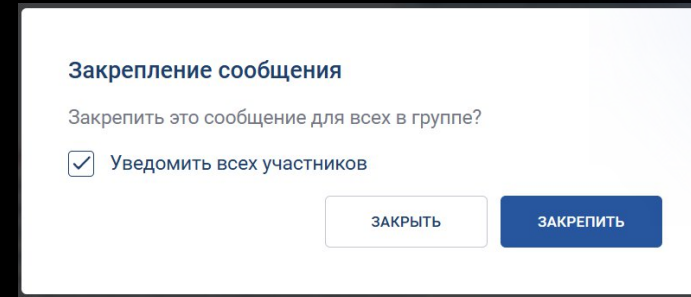 Закрепление сообщения
Закрепить это сообщение для всех в группе?
Уведомить всех участников
ЗАКРЫТЬ
ЗАКРЕПИТЬ